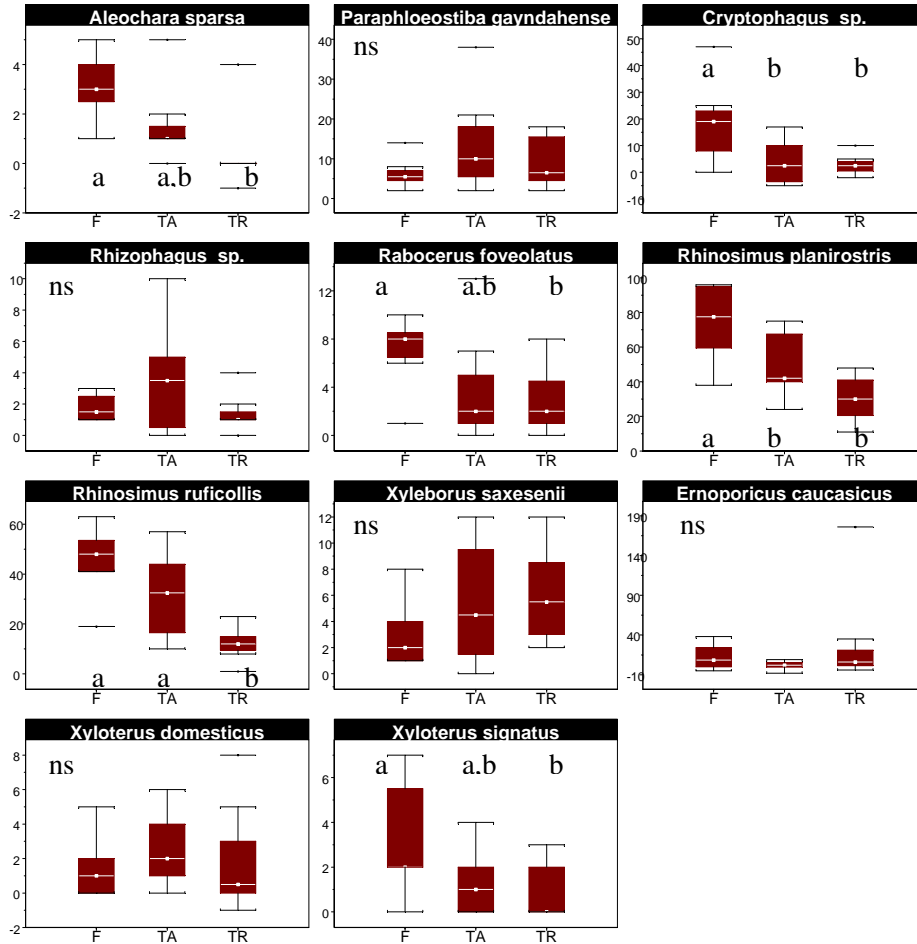 Aleochara sparsa
4
2
0
-2
a
a,b
b
F
TA
TR
Paraphloeostiba gayndahense
ns
40
30
20
10
0
F
TA
TR
Cryptophagus sp.
50
40
30
20
10
0
-10
a
b
b
F
TA
TR
Rhizophagus sp.
ns
10
8
6
4
2
0
F
TA
TR
Rabocerus foveolatus
a
a,b
b
12
8
4
0
F
TA
TR
Rhinosimus planirostris
100
80
60
40
20
0
a
b
b
F
TA
TR
Rhinosimus ruficollis
60
40
20
0
a
a
b
F
TA
TR
Xyleborus saxesenii
ns
12
10
8
6
4
2
0
F
TA
TR
Ernoporicus caucasicus
ns
190
140
90
40
-10
F
TA
TR
Xyloterus domesticus
ns
8
6
4
2
0
-2
F
TA
TR
Xyloterus signatus
a
a,b
b
6
4
2
0
F
TA
TR